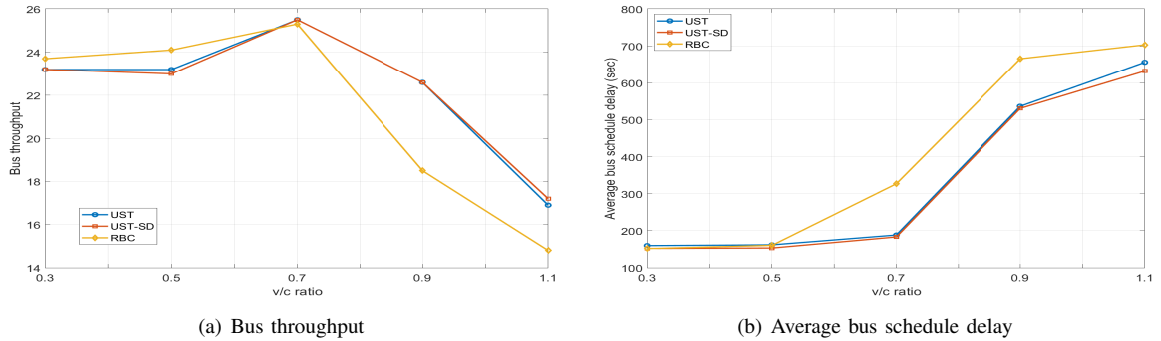 26
24
22
20
18
16
14
Bus throughput
UST
UST-SD
RBC
0.3 0.5 0.7 0.9 1.1
v/c ratio
(a) Bus throughput
800
700
600
500
400
300
200
100
Average bus schedule delay (sec)
UST
UST-SD
RBC
0.3 0.5 0.7 0.9 1.1
v/c ratio
(b) Average bus schedule delay